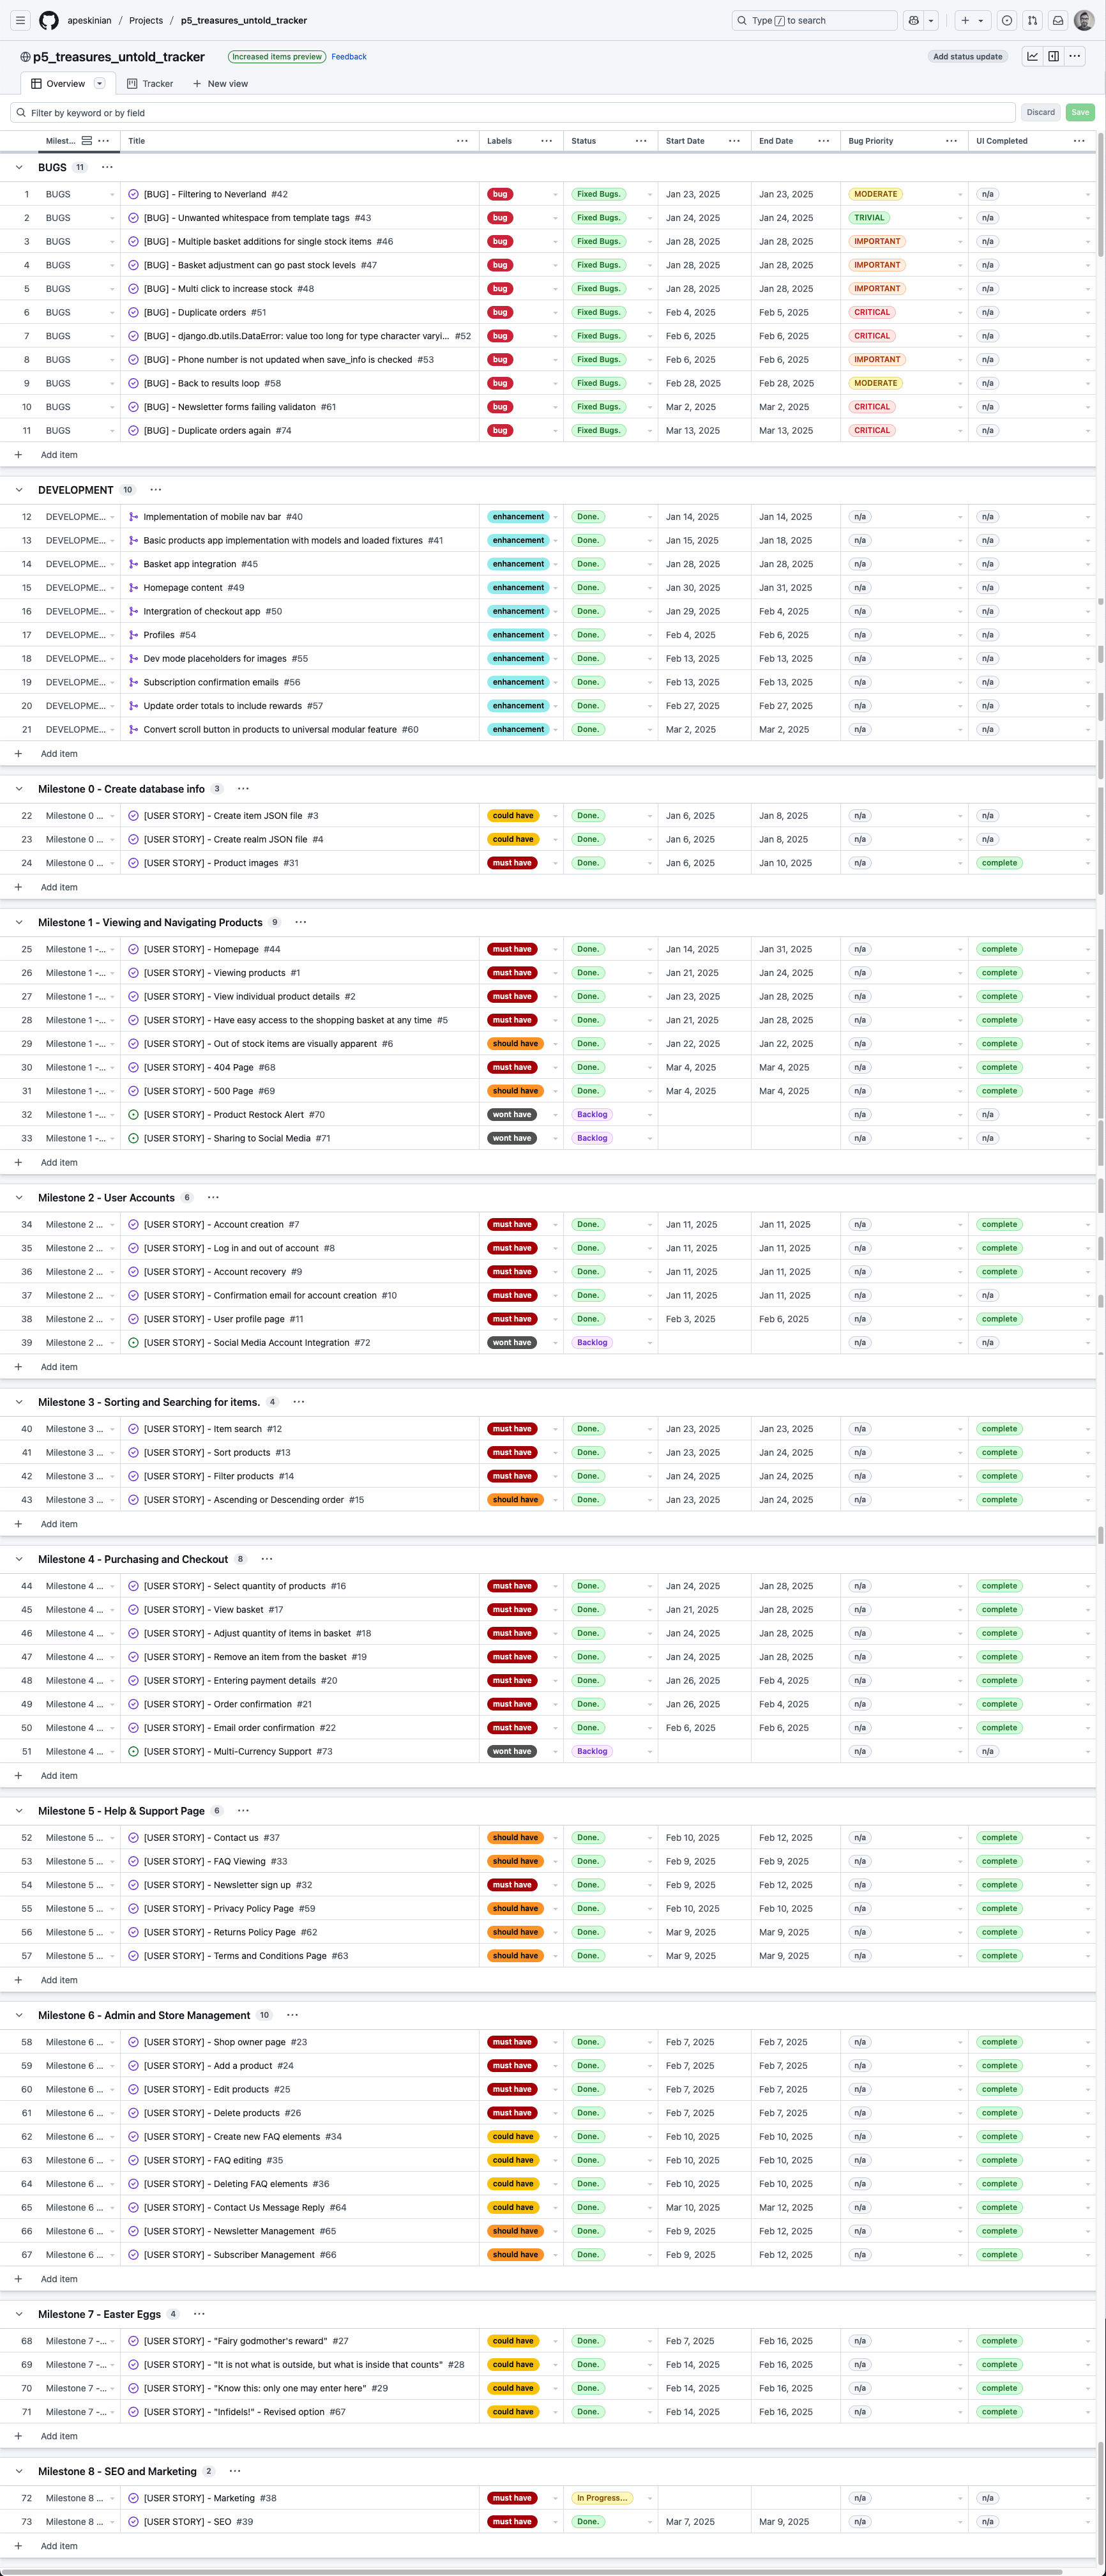 apeskinian / Projects / p5_treasures_untold_tracker Type / to search
p5_treasures_untold_tracker Increased items preview Feedback Add status update
Overview Tracker New view
Filter by keyword or by field Discard Save
Milest... Title Labels Status Start Date End Date Bug Priority UI Completed
BUGS 11
1 BUGS [BUG] - Filtering to Neverland #42 bug Fixed Bugs. Jan 23, 2025 Jan 23, 2025 MODERATE n/a
2 BUGS [BUG] - Unwanted whitespace from template tags #43 bug Fixed Bugs. Jan 24, 2025 Jan 24, 2025 TRIVIAL n/a
3 BUGS [BUG] - Multiple basket additions for single stock items #46 bug Fixed Bugs. Jan 28, 2025 Jan 28, 2025 IMPORTANT n/a
4 BUGS [BUG] - Basket adjustment can go past stock levels #47 bug Fixed Bugs. Jan 28, 2025 Jan 28, 2025 IMPORTANT n/a
5 BUGS [BUG] - Multi click to increase stock #48 bug Fixed Bugs. Jan 28, 2025 Jan 28, 2025 IMPORTANT n/a
6 BUGS [BUG] - Duplicate orders #51 bug Fixed Bugs. Feb 4, 2025 Feb 5, 2025 CRITICAL n/a
7 BUGS [BUG] - django.db.utils.DataError: value too long for type character varyi... #52 bug Fixed Bugs. Feb 6, 2025 Feb 6, 2025 CRITICAL n/a
8 BUGS [BUG] - Phone number is not updated when save_info is checked #53 bug Fixed Bugs. Feb 6, 2025 Feb 6, 2025 IMPORTANT n/a
9 BUGS [BUG] - Back to results loop #58 bug Fixed Bugs. Feb 28, 2025 Feb 28, 2025 MODERATE n/a
10 BUGS [BUG] - Newsletter forms failing validaton #61 bug Fixed Bugs. Mar 2, 2025 Mar 2, 2025 CRITICAL n/a
11 BUGS [BUG] - Duplicate orders again #74 bug Fixed Bugs. Mar 13, 2025 Mar 13, 2025 CRITICAL n/a
+ Add item
DEVELOPMENT 10
12 DEVELOPME... Implementation of mobile nav bar #40 enhancement Done. Jan 14, 2025 Jan 14, 2025 n/a n/a
13 DEVELOPME... Basic products app implementation with models and loaded fixtures #41 enhancement Done. Jan 15, 2025 Jan 18, 2025 n/a n/a
14 DEVELOPME... Basket app integration #45 enhancement Done. Jan 28, 2025 Jan 28, 2025 n/a n/a
15 DEVELOPME... Homepage content #49 enhancement Done. Jan 30, 2025 Jan 31, 2025 n/a n/a
16 DEVELOPME... Intergration of checkout app #50 enhancement Done. Jan 29, 2025 Feb 4, 2025 n/a n/a
17 DEVELOPME... Profiles #54 enhancement Done. Feb 4, 2025 Feb 6, 2025 n/a n/a
18 DEVELOPME... Dev mode placeholders for images #55 enhancement Done. Feb 13, 2025 Feb 13, 2025 n/a n/a
19 DEVELOPME... Subscription confirmation emails #56 enhancement Done. Feb 13, 2025 Feb 13, 2025 n/a n/a
20 DEVELOPME... Update order totals to include rewards #57 enhancement Done. Feb 27, 2025 Feb 27, 2025 n/a n/a
21 DEVELOPME... Convert scroll button in products to universal modular feature #60 enhancement Done. Mar 2, 2025 Mar 2, 2025 n/a n/a
+ Add item
Milestone 0 - Create database info 3
22 Milestone 0 ... [USER STORY] - Create item JSON file #3 could have Done. Jan 6, 2025 Jan 8, 2025 n/a n/a
23 Milestone 0 ... [USER STORY] - Create realm JSON file #4 could have Done. Jan 6, 2025 Jan 8, 2025 n/a n/a
24 Milestone 0 ... [USER STORY] - Product images #31 must have Done. Jan 6, 2025 Jan 10, 2025 n/a complete
+ Add item
Milestone 1 - Viewing and Navigating Products 9
25 Milestone 1 -... [USER STORY] - Homepage #44 must have Done. Jan 14, 2025 Jan 31, 2025 n/a complete
26 Milestone 1 -... [USER STORY] - Viewing products #1 must have Done. Jan 21, 2025 Jan 24, 2025 n/a complete
27 Milestone 1 -... [USER STORY] - View individual product details #2 must have Done. Jan 23, 2025 Jan 28, 2025 n/a complete
28 Milestone 1 -... [USER STORY] - Have easy access to the shopping basket at any time #5 must have Done. Jan 21, 2025 Jan 28, 2025 n/a complete
29 Milestone 1 -... [USER STORY] - Out of stock items are visually apparent #6 should have Done. Jan 22, 2025 Jan 22, 2025 n/a complete
30 Milestone 1 -... [USER STORY] - 404 Page #68 must have Done. Mar 4, 2025 Mar 4, 2025 n/a complete
31 Milestone 1 -... [USER STORY] - 500 Page #69 should have Done. Mar 4, 2025 Mar 4, 2025 n/a complete
32 Milestone 1 -... [USER STORY] - Product Restock Alert #70 wont have Backlog n/a n/a
33 Milestone 1 -... [USER STORY] - Sharing to Social Media #71 wont have Backlog n/a n/a
+ Add item
Milestone 2 - User Accounts 6
34 Milestone 2 ... [USER STORY] - Account creation #7 must have Done. Jan 11, 2025 Jan 11, 2025 n/a complete
35 Milestone 2 ... [USER STORY] - Log in and out of account #8 must have Done. Jan 11, 2025 Jan 11, 2025 n/a complete
36 Milestone 2 ... [USER STORY] - Account recovery #9 must have Done. Jan 11, 2025 Jan 11, 2025 n/a complete
37 Milestone 2 ... [USER STORY] - Confirmation email for account creation #10 must have Done. Jan 11, 2025 Jan 11, 2025 n/a n/a
38 Milestone 2 ... [USER STORY] - User profile page #11 must have Done. Feb 3, 2025 Feb 6, 2025 n/a complete
39 Milestone 2 ... [USER STORY] - Social Media Account Integration #72 wont have Backlog n/a n/a
+ Add item
Milestone 3 - Sorting and Searching for items. 4
40 Milestone 3 ... [USER STORY] - Item search #12 must have Done. Jan 23, 2025 Jan 23, 2025 n/a complete
41 Milestone 3 ... [USER STORY] - Sort products #13 must have Done. Jan 23, 2025 Jan 24, 2025 n/a complete
42 Milestone 3 ... [USER STORY] - Filter products #14 must have Done. Jan 24, 2025 Jan 24, 2025 n/a complete
43 Milestone 3 ... [USER STORY] - Ascending or Descending order #15 should have Done. Jan 23, 2025 Jan 24, 2025 n/a complete
+ Add item
Milestone 4 - Purchasing and Checkout 8
44 Milestone 4 ... [USER STORY] - Select quantity of products #16 must have Done. Jan 24, 2025 Jan 28, 2025 n/a complete
45 Milestone 4 ... [USER STORY] - View basket #17 must have Done. Jan 21, 2025 Jan 28, 2025 n/a complete
46 Milestone 4 ... [USER STORY] - Adjust quantity of items in basket #18 must have Done. Jan 24, 2025 Jan 28, 2025 n/a complete
47 Milestone 4 ... [USER STORY] - Remove an item from the basket #19 must have Done. Jan 24, 2025 Jan 28, 2025 n/a complete
48 Milestone 4 ... [USER STORY] - Entering payment details #20 must have Done. Jan 26, 2025 Feb 4, 2025 n/a complete
49 Milestone 4 ... [USER STORY] - Order confirmation #21 must have Done. Jan 26, 2025 Feb 4, 2025 n/a complete
50 Milestone 4 ... [USER STORY] - Email order confirmation #22 must have Done. Feb 6, 2025 Feb 6, 2025 n/a complete
51 Milestone 4 ... [USER STORY] - Multi-Currency Support #73 wont have Backlog n/a n/a
+ Add item
Milestone 5 - Help & Support Page 6
52 Milestone 5 ... [USER STORY] - Contact us #37 should have Done. Feb 10, 2025 Feb 12, 2025 n/a complete
53 Milestone 5 ... [USER STORY] - FAQ Viewing #33 should have Done. Feb 9, 2025 Feb 9, 2025 n/a complete
54 Milestone 5 ... [USER STORY] - Newsletter sign up #32 must have Done. Feb 9, 2025 Feb 12, 2025 n/a complete
55 Milestone 5 ... [USER STORY] - Privacy Policy Page #59 should have Done. Feb 10, 2025 Feb 10, 2025 n/a complete
56 Milestone 5 ... [USER STORY] - Returns Policy Page #62 should have Done. Mar 9, 2025 Mar 9, 2025 n/a complete
57 Milestone 5 ... [USER STORY] - Terms and Conditions Page #63 should have Done. Mar 9, 2025 Mar 9, 2025 n/a complete
+ Add item
Milestone 6 - Admin and Store Management 10
58 Milestone 6 ... [USER STORY] - Shop owner page #23 must have Done. Feb 7, 2025 Feb 7, 2025 n/a complete
59 Milestone 6 ... [USER STORY] - Add a product #24 must have Done. Feb 7, 2025 Feb 7, 2025 n/a complete
60 Milestone 6 ... [USER STORY] - Edit products #25 must have Done. Feb 7, 2025 Feb 7, 2025 n/a complete
61 Milestone 6 ... [USER STORY] - Delete products #26 must have Done. Feb 7, 2025 Feb 7, 2025 n/a complete
62 Milestone 6 ... [USER STORY] - Create new FAQ elements #34 could have Done. Feb 10, 2025 Feb 10, 2025 n/a complete
63 Milestone 6 ... [USER STORY] - FAQ editing #35 could have Done. Feb 10, 2025 Feb 10, 2025 n/a complete
64 Milestone 6 ... [USER STORY] - Deleting FAQ elements #36 could have Done. Feb 10, 2025 Feb 10, 2025 n/a complete
65 Milestone 6 ... [USER STORY] - Contact Us Message Reply #64 could have Done. Mar 10, 2025 Mar 12, 2025 n/a complete
66 Milestone 6 ... [USER STORY] - Newsletter Management #65 should have Done. Feb 9, 2025 Feb 12, 2025 n/a complete
67 Milestone 6 ... [USER STORY] - Subscriber Management #66 should have Done. Feb 9, 2025 Feb 12, 2025 n/a complete
+ Add item
Milestone 7 - Easter Eggs 4
68 Milestone 7 -... [USER STORY] - "Fairy godmother's reward" #27 could have Done. Feb 7, 2025 Feb 16, 2025 n/a complete
69 Milestone 7 -... [USER STORY] - "It is not what is outside, but what is inside that counts" #28 could have Done. Feb 14, 2025 Feb 16, 2025 n/a complete
70 Milestone 7 -... [USER STORY] - "Know this: only one may enter here" #29 could have Done. Feb 14, 2025 Feb 16, 2025 n/a complete
71 Milestone 7 -... [USER STORY] - "Infidels!" - Revised option #67 could have Done. Feb 14, 2025 Feb 16, 2025 n/a complete
+ Add item
Milestone 8 - SEO and Marketing 2
72 Milestone 8 ... [USER STORY] - Marketing #38 must have In Progress... n/a n/a
73 Milestone 8 ... [USER STORY] - SEO #39 must have Done. Mar 7, 2025 Mar 9, 2025 n/a n/a
+ Add item